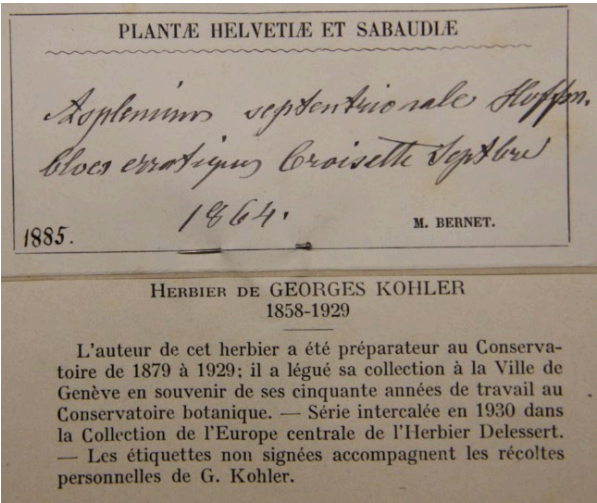 PLANTÆ HELVETIÆ ET SABAUDIÆ
Asplenium septentrionale Hoffm.
blocs erratiques Croisette Septbre
1864.
1885.
M. BERNET.
HERBIER DE GEORGES KOHLER
1858-1929
L'auteur de cet herbier a été préparateur au Conserva-
toire de 1879 à 1929; il a légué sa collection à la Ville de
Genève en souvenir de ses cinquante années de travail au
Conservatoire botanique. — Série intercalée en 1930 dans
la Collection de l'Europe centrale de l'Herbier Delessert.
— Les étiquettes non signées accompagnent les récoltes
personnelles de G. Kohler.